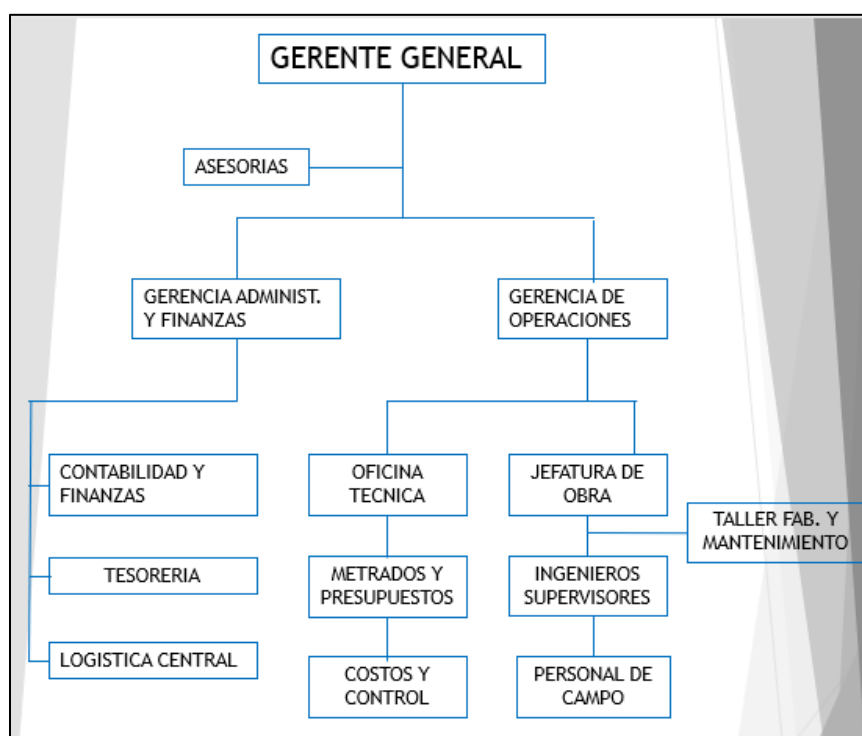 GERENTE GENERAL
ASESORIAS
GERENCIA ADMINIST.
Y FINANZAS
GERENCIA DE
OPERACIONES
CONTABILIDAD Y
FINANZAS
OFICINA
TECNICA
JEFATURA DE
OBRA
TALLER FAB. Y
MANTENIMIENTO
TESORERIA
METRADOS Y
PRESUPUESTOS
INGENIEROS
SUPERVISORES
LOGISTICA CENTRAL
COSTOS Y
CONTROL
PERSONAL DE
CAMPO